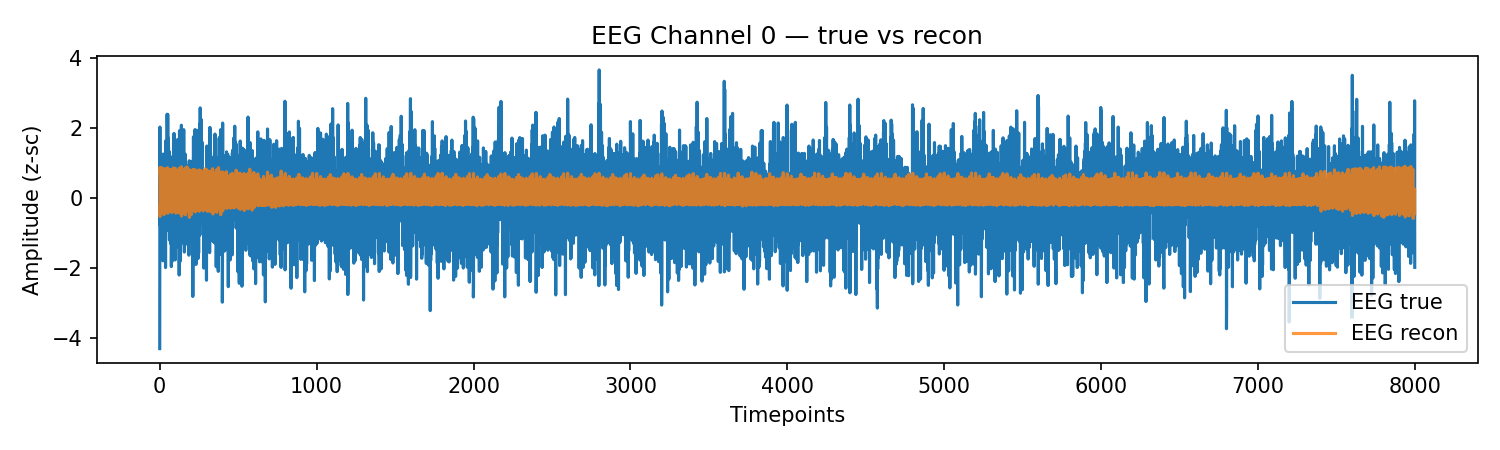 EEG Channel 0 — true vs recon
Amplitude (z-sc)
4
2
0
−2
−4
EEG true
EEG recon
0 1000 2000 3000 4000 5000 6000 7000 8000
Timepoints